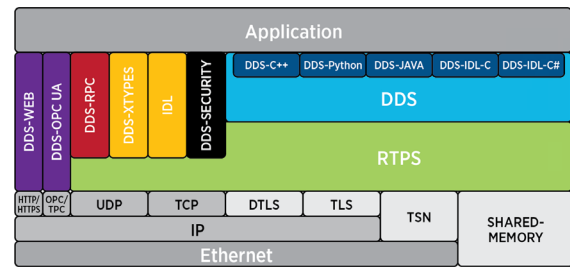 Application
DDS-WEB
DDS-OPC UA
DDS-RPC
DDS-XTYPES
IDL
DDS-SECURITY
DDS-C++ DDS-Python DDS-JAVA DDS-IDL-C DDS-IDL-C#
DDS
RTPS
HTTP/
HTTPS
OPC/
TPC
UDP TCP DTLS TLS
TSN
SHARED-
MEMORY
IP
Ethernet